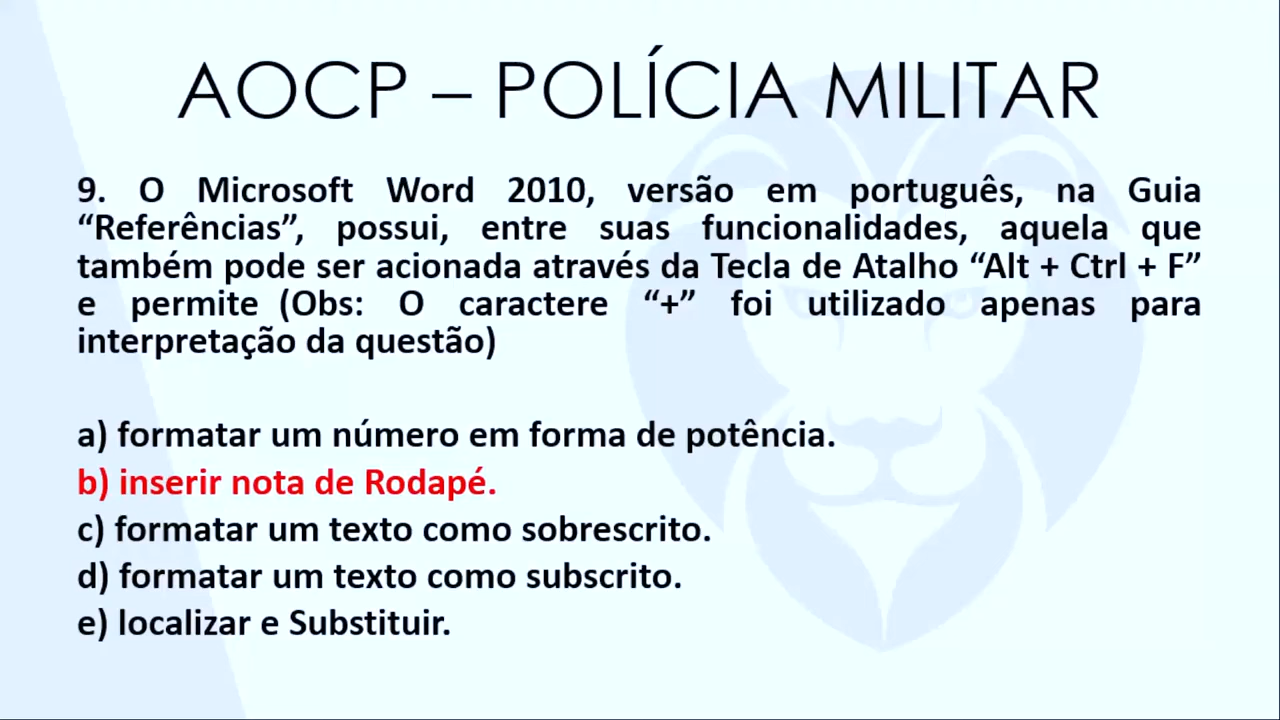 AOCP – POLÍCIA MILITAR
9. O Microsoft Word 2010, versão em português, na Guia
“Referências”, possui, entre suas funcionalidades, aquela que
também pode ser acionada através da Tecla de Atalho “Alt + Ctrl + F”
e permite (Obs: O caractere “+” foi utilizado apenas para
interpretação da questão)
a) formatar um número em forma de potência.
b) inserir nota de Rodapé.
c) formatar um texto como sobrescrito.
d) formatar um texto como subscrito.
e) localizar e Substituir.